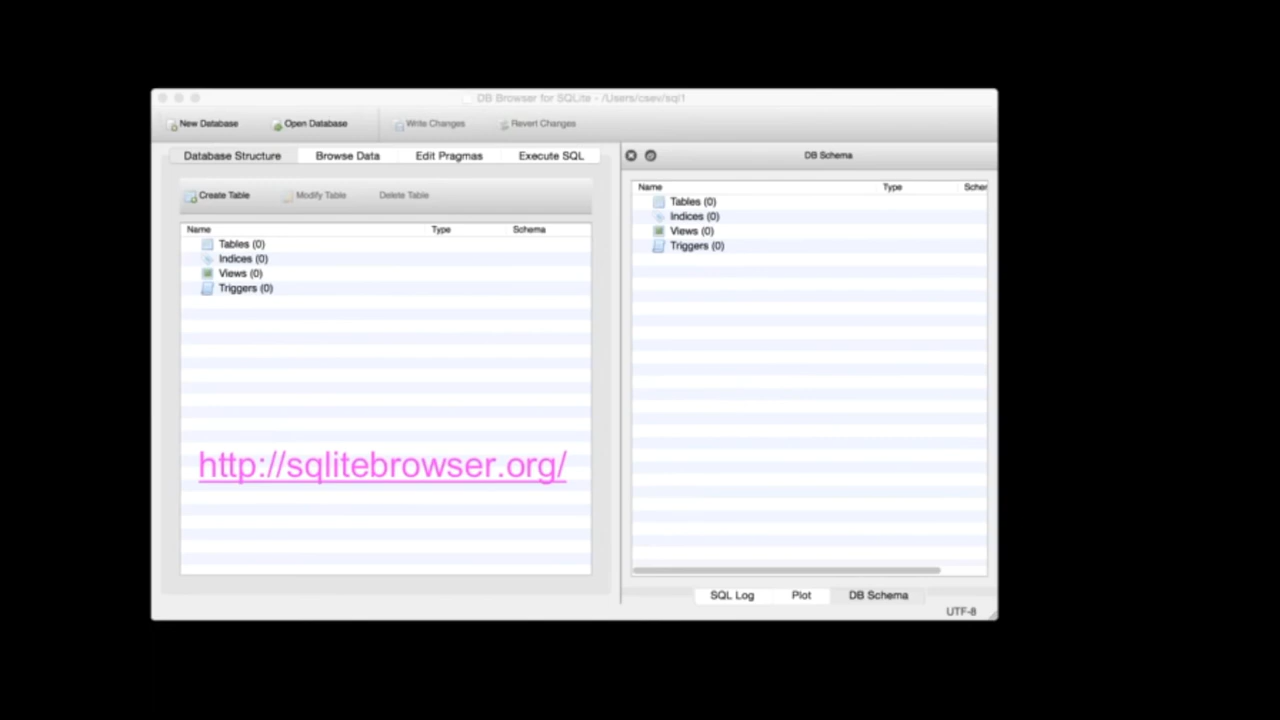 DB Browser for SQLite - /Users/csev/sql1
New Database Open Database Write Changes Revert Changes
Database Structure Browse Data Edit Pragmas Execute SQL
Create Table Modify Table Delete Table
Name Type Schema
Tables (0)
Indices (0)
Views (0)
Triggers (0)
http://sqlitebrowser.org/
DB Schema
Name Type Schem
Tables (0)
Indices (0)
Views (0)
Triggers (0)
SQL Log Plot DB Schema
UTF-8